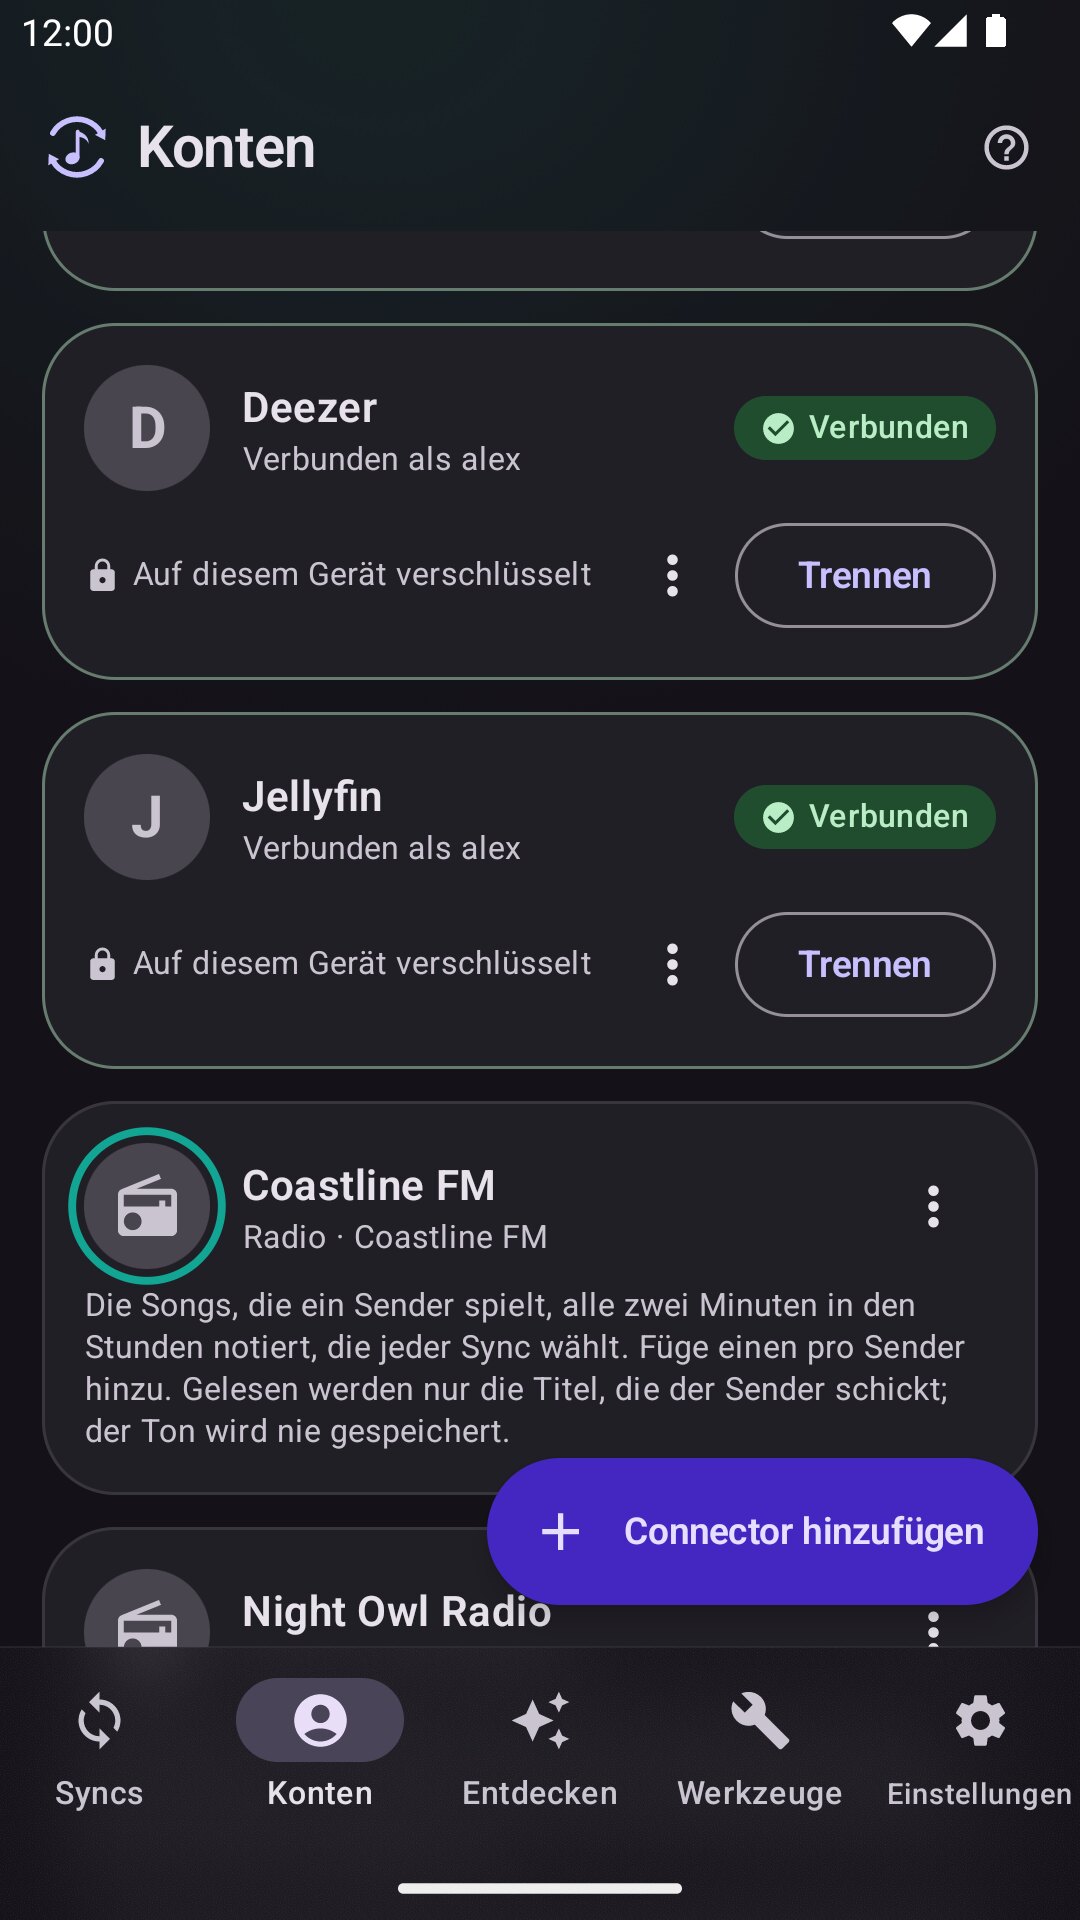 12:00
Konten
D
Deezer
Verbunden als alex
Verbunden
Auf diesem Gerät verschlüsselt
Trennen
J
Jellyfin
Verbunden als alex
Verbunden
Auf diesem Gerät verschlüsselt
Trennen
Coastline FM
Radio · Coastline FM
Die Songs, die ein Sender spielt, alle zwei Minuten in den
Stunden notiert, die jeder Sync wählt. Füge einen pro Sender
hinzu. Gelesen werden nur die Titel, die der Sender schickt;
der Ton wird nie gespeichert.
Connector hinzufügen
Night Owl Radio
Syncs
Konten
Entdecken
Werkzeuge
Einstellungen